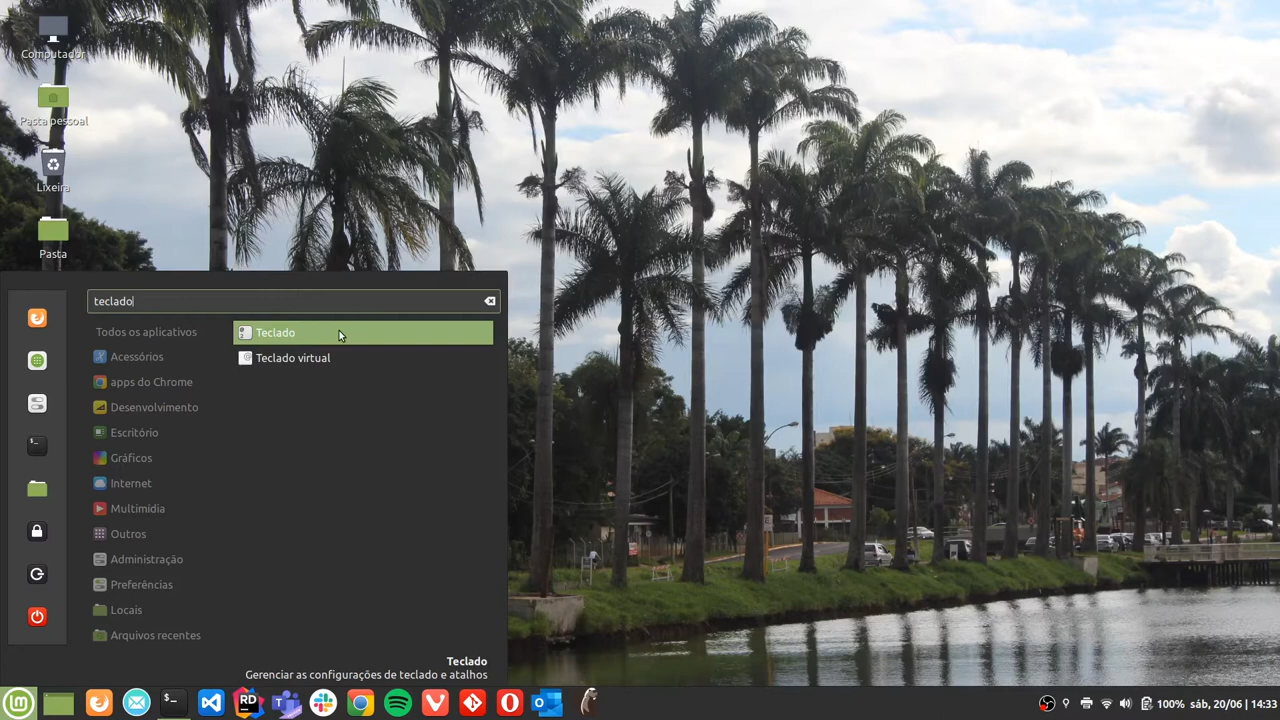 Computador
Pasta pessoal
Lixeira
Pasta
teclado
Todos os aplicativos
Acessórios
apps do Chrome
Desenvolvimento
Escritório
Gráficos
Internet
Multimídia
Outros
Administração
Preferências
Locais
Arquivos recentes
Teclado
Teclado virtual
Teclado
Gerenciar as configurações de teclado e atalhos
RD
100% sáb, 20/06 | 14:33